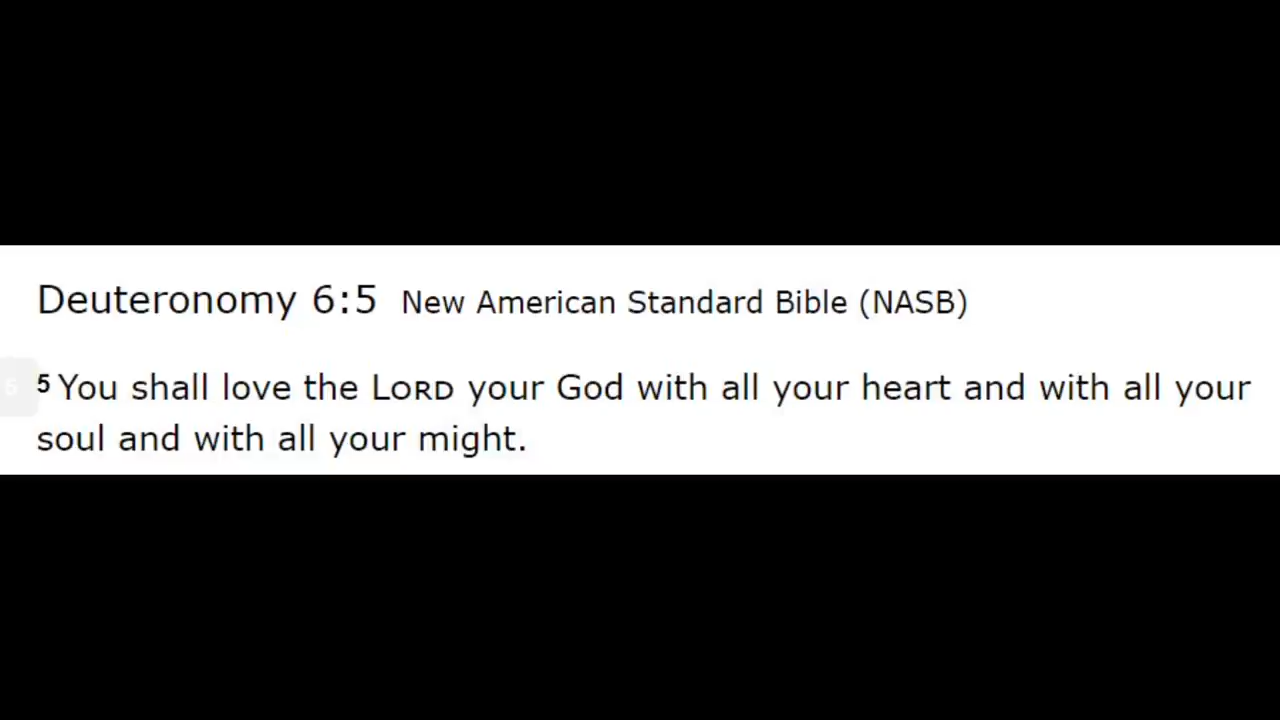 Deuteronomy 6:5 New American Standard Bible (NASB)
5 You shall love the LORD your God with all your heart and with all your
soul and with all your might.
6